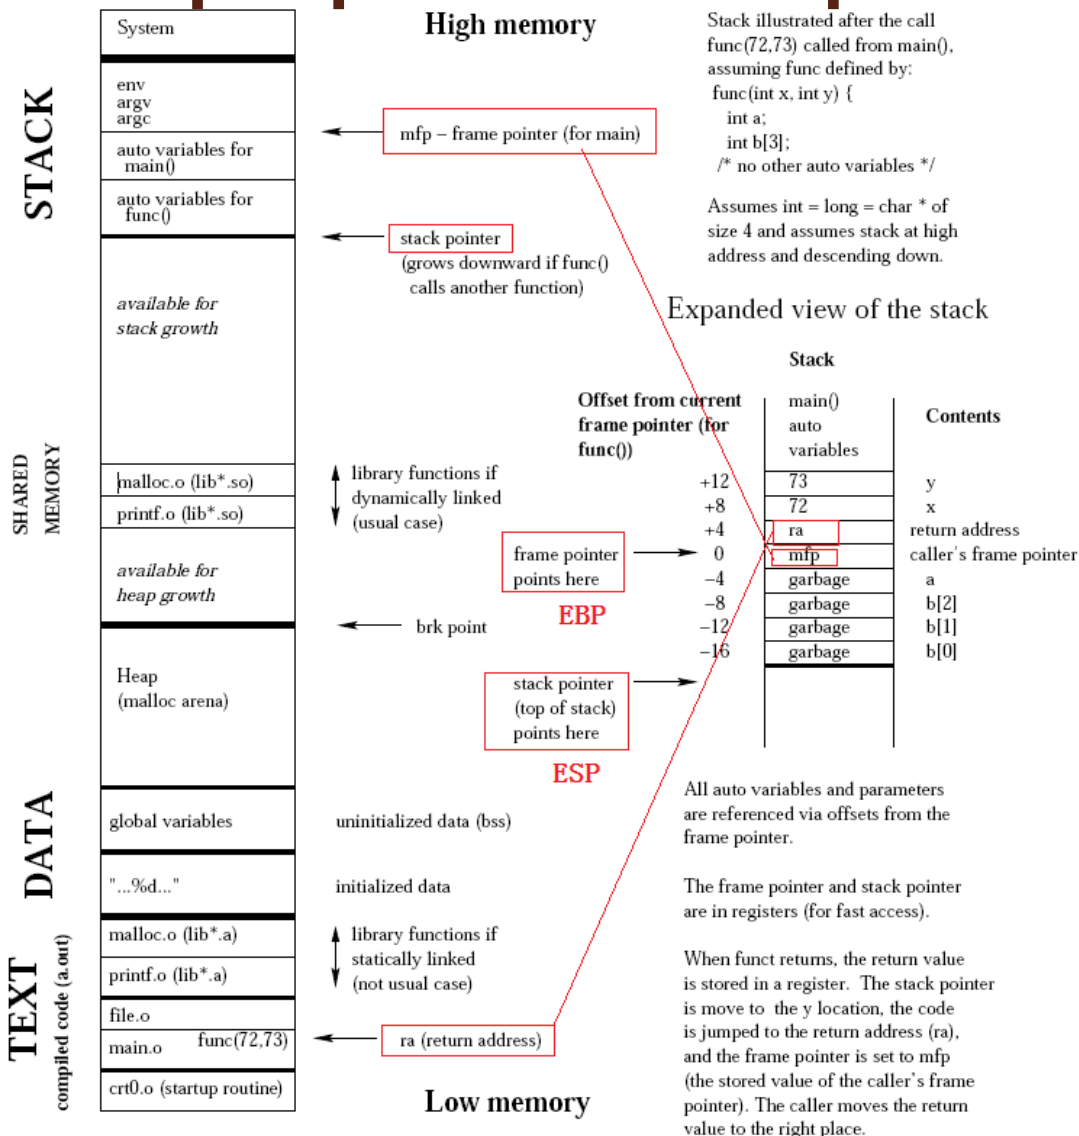 High memory
STACK
System
env
argv
argc
auto variables for
main()
auto variables for
func()
available for
stack growth
mfp – frame pointer (for main)
stack pointer
(grows downward if func()
calls another function)
SHARED
MEMORY
malloc.o (lib*.so)
printf.o (lib*.so)
library functions if
dynamically linked
(usual case)
available for
heap growth
brk point
Heap
(malloc arena)
DATA
global variables
uninitialized data (bss)
"...%d..."
initialized data
TEXT
compiled code (a.out)
malloc.o (lib*.a)
printf.o (lib*.a)
library functions if
statically linked
(not usual case)
file.o
main.o
func(72,73)
ra (return address)
crt0.o (startup routine)
Low memory
Stack illustrated after the call
func(72,73) called from main(),
assuming func defined by:
func(int x, int y) {
int a;
int b[3];
/* no other auto variables */
Assumes int = long = char * of
size 4 and assumes stack at high
address and descending down.
Expanded view of the stack
Stack
Offset from current
frame pointer (for
func())
main()
auto
variables
Contents
+12 73 y
+8 72 x
+4 ra return address
0 mfp caller's frame pointer
–4 garbage a
–8 garbage b[2]
–12 garbage b[1]
–16 garbage b[0]
frame pointer
points here
EBP
stack pointer
(top of stack)
points here
ESP
All auto variables and parameters
are referenced via offsets from the
frame pointer.
The frame pointer and stack pointer
are in registers (for fast access).
When funct returns, the return value
is stored in a register. The stack pointer
is move to the y location, the code
is jumped to the return address (ra),
and the frame pointer is set to mfp
(the stored value of the caller's frame
pointer). The caller moves the return
value to the right place.